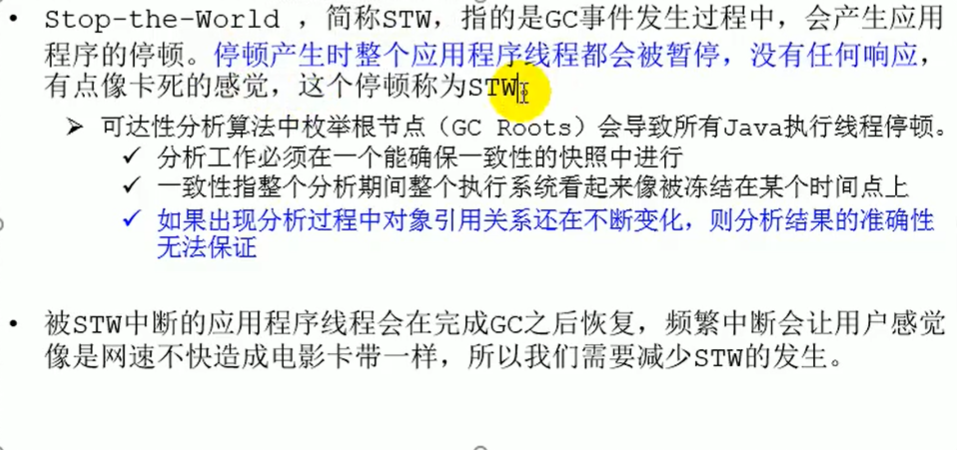 • Stop-the-World ，简称STW，指的是GC事件发生过程中，会产生应用
程序的停顿。停顿产生时整个应用程序线程都会被暂停，没有任何响应，
有点像卡死的感觉，这个停顿称为STW。
➢ 可达性分析算法中枚举根节点（GC Roots）会导致所有Java执行线程停顿。
✓ 分析工作必须在一个能确保一致性的快照中进行
✓ 一致性指整个分析期间整个执行系统看起来像被冻结在某个时间点上
✓ 如果出现分析过程中对象引用关系还在不断变化，则分析结果的准确性
无法保证
• 被STW中断的应用程序线程会在完成GC之后恢复，频繁中断会让用户感觉
像是网速不快造成电影卡带一样，所以我们需要减少STW的发生。